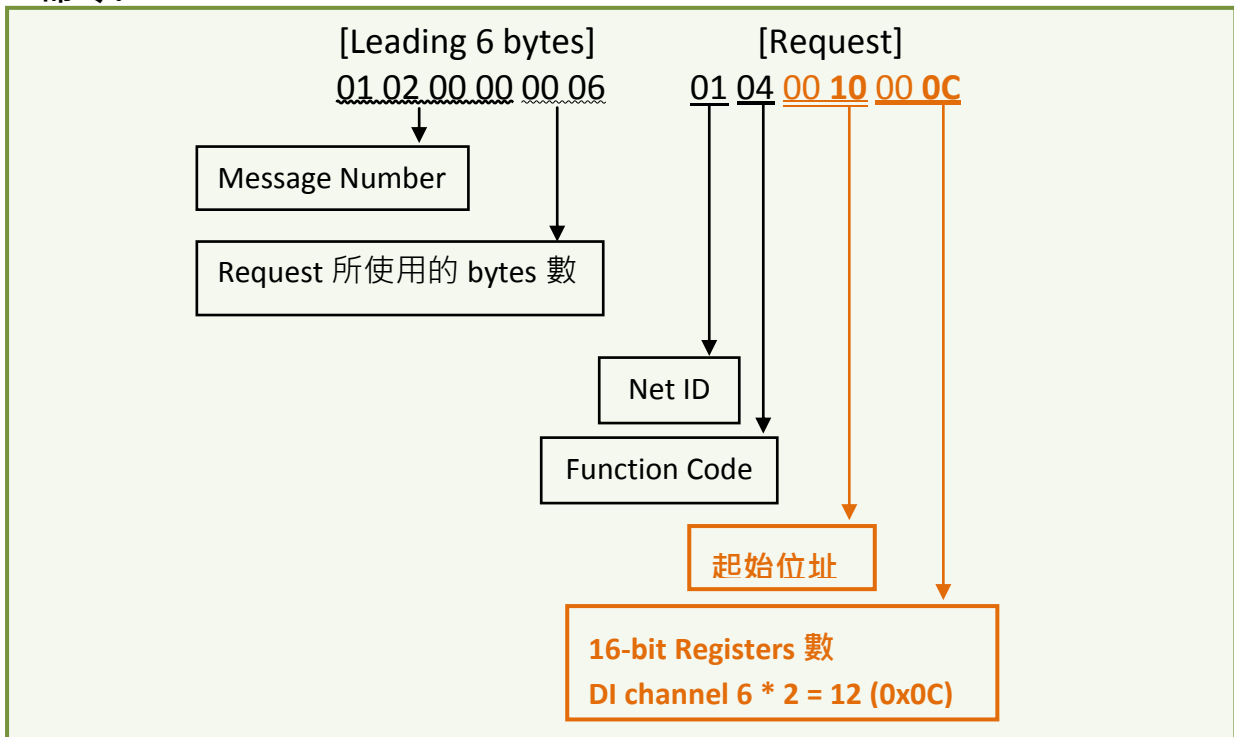 [Leading 6 bytes] [Request]
01 02 00 00 00 06 01 04 00 10 00 0C
Message Number
Request 所使用的 bytes 數
Net ID
Function Code
起始位址
16-bit Registers 數
DI channel 6 * 2 = 12 (0x0C)